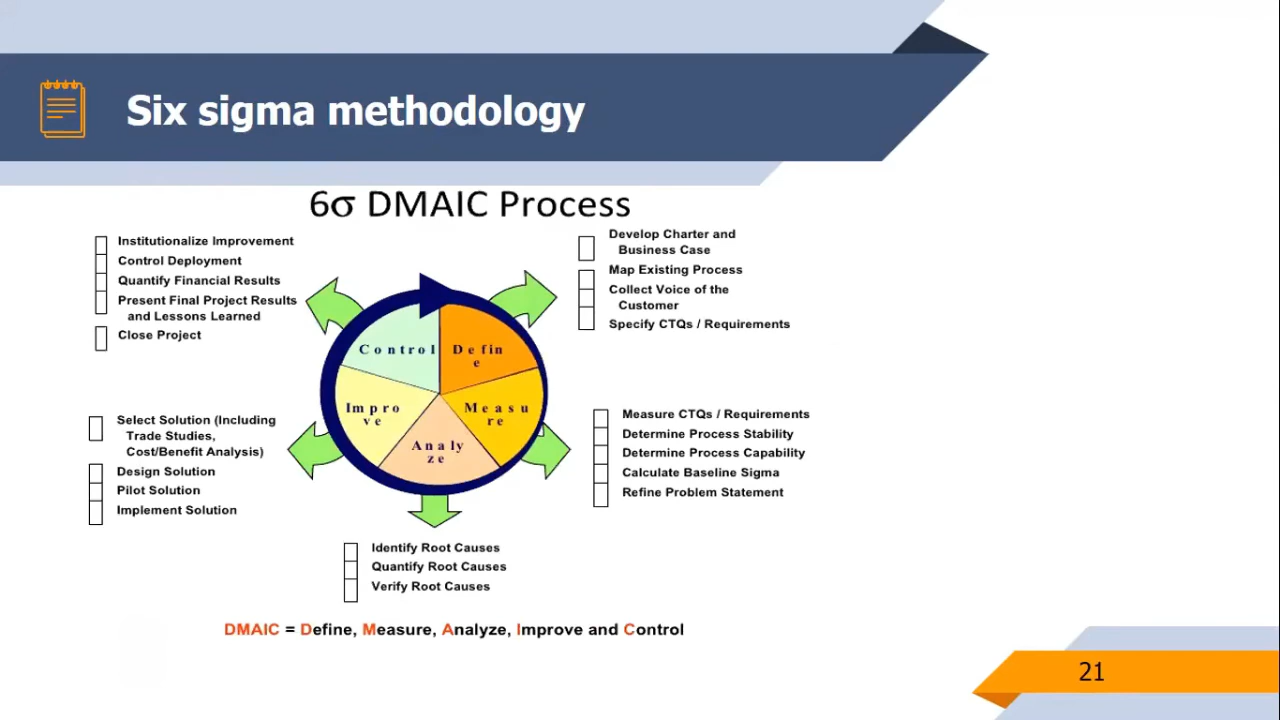 Six sigma methodology
6σ DMAIC Process
Institutionalize Improvement
Control Deployment
Quantify Financial Results
Present Final Project Results
and Lessons Learned
Close Project
Develop Charter and
Business Case
Map Existing Process
Collect Voice of the
Customer
Specify CTQs / Requirements
Control
Defin
e
Impro
ve
Measu
re
Analy
ze
Select Solution (Including
Trade Studies,
Cost/Benefit Analysis)
Design Solution
Pilot Solution
Implement Solution
Measure CTQs / Requirements
Determine Process Stability
Determine Process Capability
Calculate Baseline Sigma
Refine Problem Statement
Identify Root Causes
Quantify Root Causes
Verify Root Causes
DMAIC = Define, Measure, Analyze, Improve and Control
21